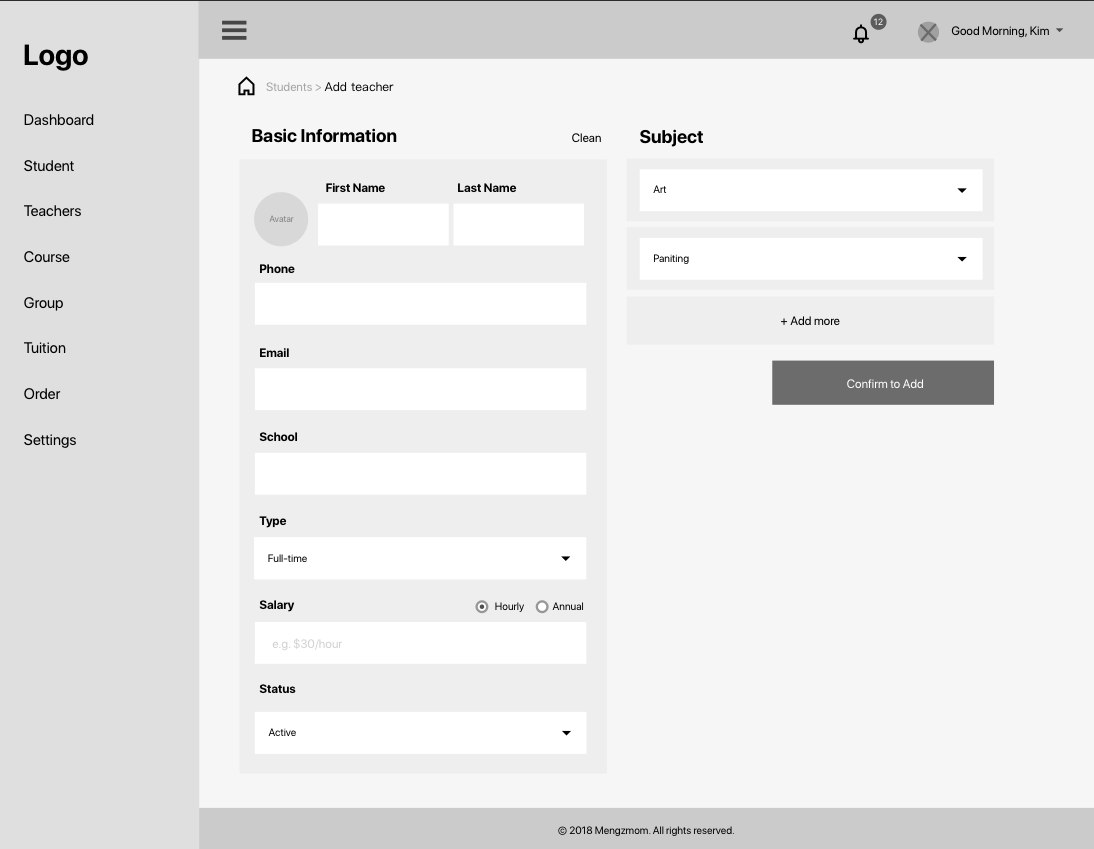 Logo
Dashboard
Student
Teachers
Course
Group
Tuition
Order
Settings
12
Good Morning, Kim
Students > Add teacher
Basic Information
Clean
Avatar
First Name
Last Name
Phone
Email
School
Type
Full-time
Salary
Hourly
Annual
e.g. $30/hour
Status
Active
Subject
Art
Paniting
+ Add more
Confirm to Add
© 2018 Mengzmom. All rights reserved.